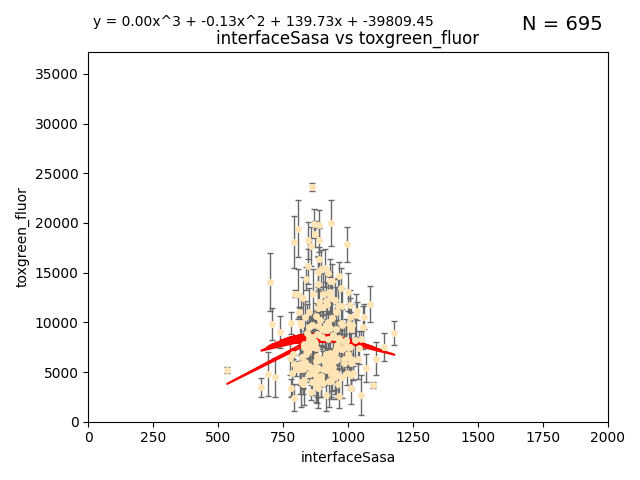 y = 0.00x^3 + -0.13x^2 + 139.73x + -39809.45
N = 695
interfaceSasa vs toxgreen_fluor
35000
30000
25000
20000
15000
10000
5000
0
toxgreen_fluor
0 250 500 750 1000 1250 1500 1750 2000
interfaceSasa